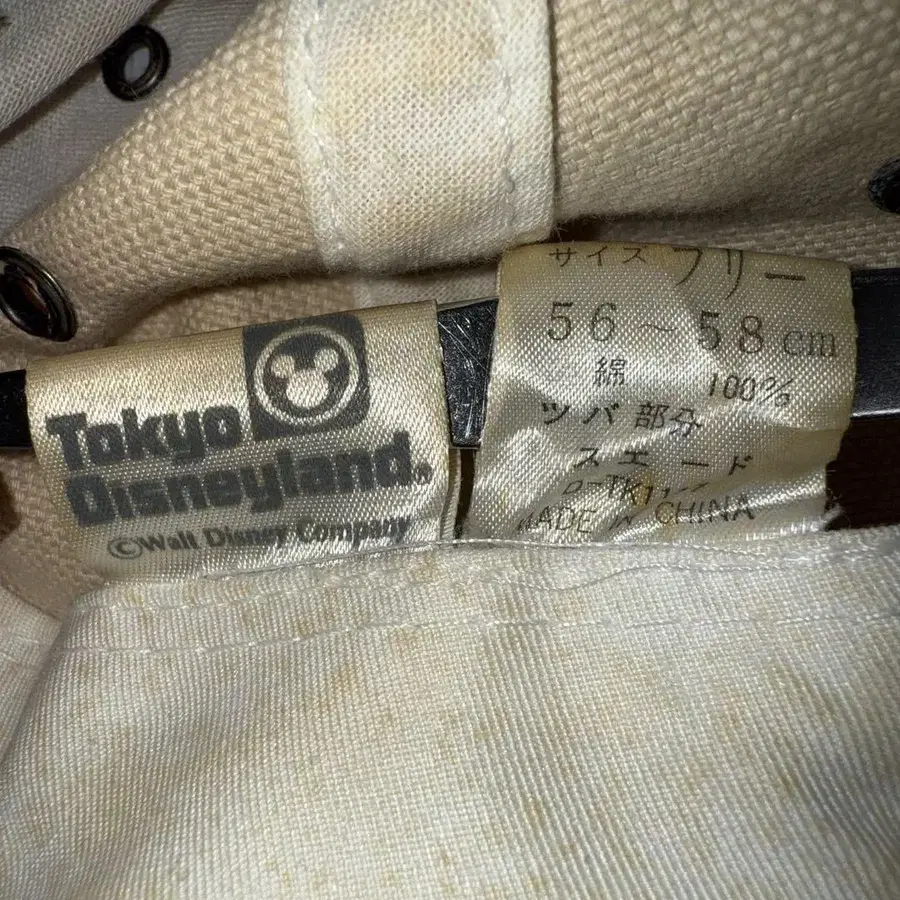 Tokyo
Disneyland®
©Walt Disney Company
サイズ フリー
56~58cm
綿 100%
ツバ部分
スエード
MADE IN CHINA